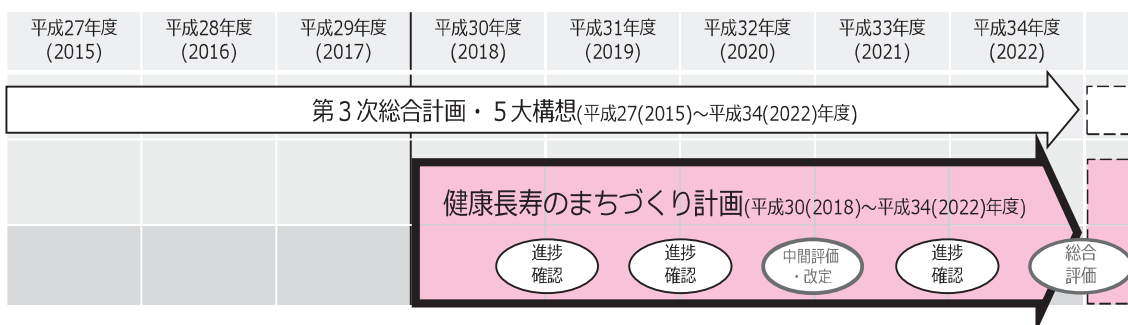 平成27年度 平成28年度 平成29年度 平成30年度 平成31年度 平成32年度 平成33年度 平成34年度
(2015) (2016) (2017) (2018) (2019) (2020) (2021) (2022)
第３次総合計画・５大構想(平成27(2015)～平成34(2022)年度)
健康長寿のまちづくり計画(平成30(2018)～平成34(2022)年度)
進捗 進捗 中間評価 進捗 総合
確認 確認 ・改定 確認 評価